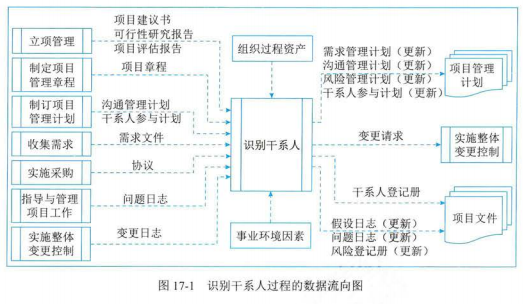 立项管理
项目建议书
可行性研究报告
项目评估报告
制定项目
管理章程
项目章程
制订项目
管理计划
沟通管理计划
干系人参与计划
收集需求
需求文件
实施采购
协议
指导与管理
项目工作
问题日志
实施整体
变更控制
变更日志
组织过程资产
识别干系人
事业环境因素
需求管理计划（更新）
沟通管理计划（更新）
风险管理计划（更新）
干系人参与计划（更新）
项目管理
计划
变更请求
实施整体
变更控制
干系人登记册
假设日志（更新）
问题日志（更新）
风险登记册（更新）
项目文件
图 17-1 识别干系人过程的数据流向图